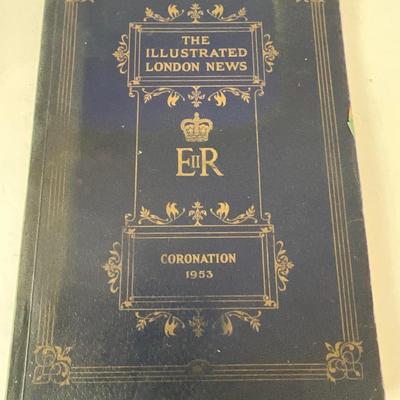 THE
ILLUSTRATED
LONDON NEWS
EIIR
CORONATION
1953